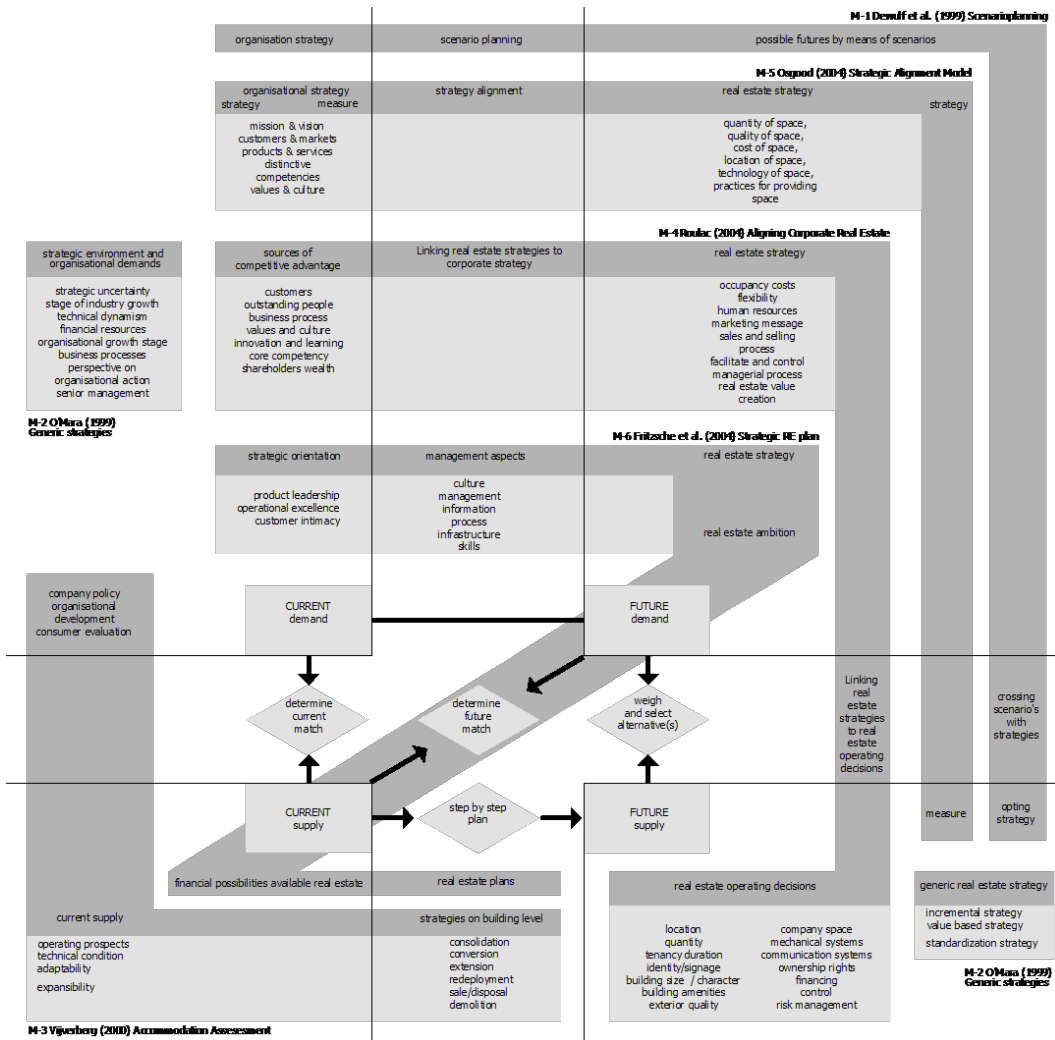 M-1 Dewulf et al. (1999) Scenarioplanning
organisation strategy
scenario planning
possible futures by means of scenarios
M-5 Osgood (2004) Strategic Alignment Model
organisational strategy
strategy
measure
strategy alignment
real estate strategy
strategy
mission & vision
customers & markets
products & services
distinctive
competencies
values & culture
quantity of space,
quality of space,
cost of space,
location of space,
technology of space,
practices for providing
space
M-4 Roulac (2004) Aligning Corporate Real Estate
strategic environment and
organisational demands
sources of
competitive advantage
Linking real estate strategies to
corporate strategy
real estate strategy
strategic uncertainty
stage of industry growth
technical dynamism
financial resources
organisational growth stage
business processes
perspective on
organisational action
senior management
customers
outstanding people
business process
values and culture
innovation and learning
core competency
shareholders wealth
occupancy costs
flexibility
human resources
marketing message
sales and selling
process
facilitate and control
managerial process
real estate value
creation
M-2 O'Mara (1999)
Generic strategies
M-6 Fritzsche et al. (2004) Strategic RE plan
strategic orientation
management aspects
real estate strategy
product leadership
operational excellence
customer intimacy
culture
management
information
process
infrastructure
skills
real estate ambition
company policy
organisational
development
consumer evaluation
CURRENT
demand
FUTURE
demand
determine
current
match
determine
future
match
weigh
and select
alternative(s)
Linking
real
estate
strategies
to real
estate
operating
decisions
crossing
scenario's
with
strategies
CURRENT
supply
step by step
plan
FUTURE
supply
measure
opting
strategy
financial possibilities available real estate
real estate plans
real estate operating decisions
generic real estate strategy
current supply
strategies on building level
operating prospects
technical condition
adaptability
expansibility
consolidation
conversion
extension
redeployment
sale/disposal
demolition
location
quantity
tenancy duration
identity/signage
building size / character
building amenities
exterior quality
company space
mechanical systems
communication systems
ownership rights
financing
control
risk management
incremental strategy
value based strategy
standardization strategy
M-2 O'Mara (1999)
Generic strategies
M-3 Vijverberg (2000) Accommodation Assesesment